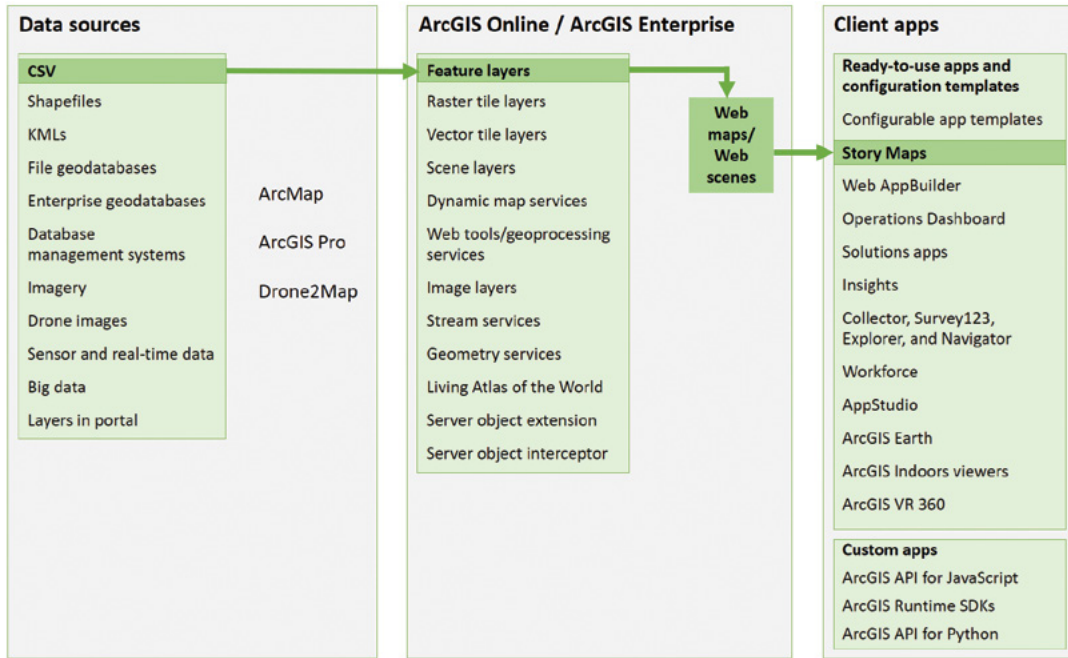 Data sources
CSV
Shapefiles
KMLs
File geodatabases
Enterprise geodatabases
Database
management systems
Imagery
Drone images
Sensor and real-time data
Big data
Layers in portal
ArcMap
ArcGIS Pro
Drone2Map
ArcGIS Online / ArcGIS Enterprise
Feature layers
Raster tile layers
Vector tile layers
Scene layers
Dynamic map services
Web tools/geoprocessing
services
Image layers
Stream services
Geometry services
Living Atlas of the World
Server object extension
Server object interceptor
Web
maps/
Web
scenes
Client apps
Ready-to-use apps and
configuration templates
Configurable app templates
Story Maps
Web AppBuilder
Operations Dashboard
Solutions apps
Insights
Collector, Survey123,
Explorer, and Navigator
Workforce
AppStudio
ArcGIS Earth
ArcGIS Indoors viewers
ArcGIS VR 360
Custom apps
ArcGIS API for JavaScript
ArcGIS Runtime SDKs
ArcGIS API for Python